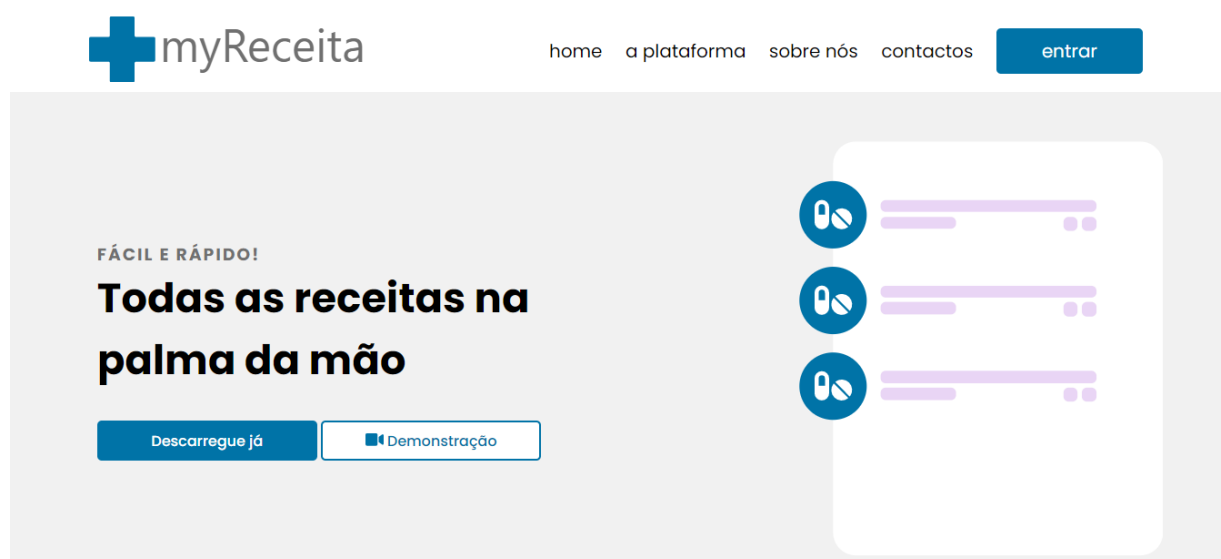 myReceita
home a plataforma sobre nós contactos entrar
FÁCIL E RÁPIDO!
Todas as receitas na
palma da mão
Descarregue já Demonstração